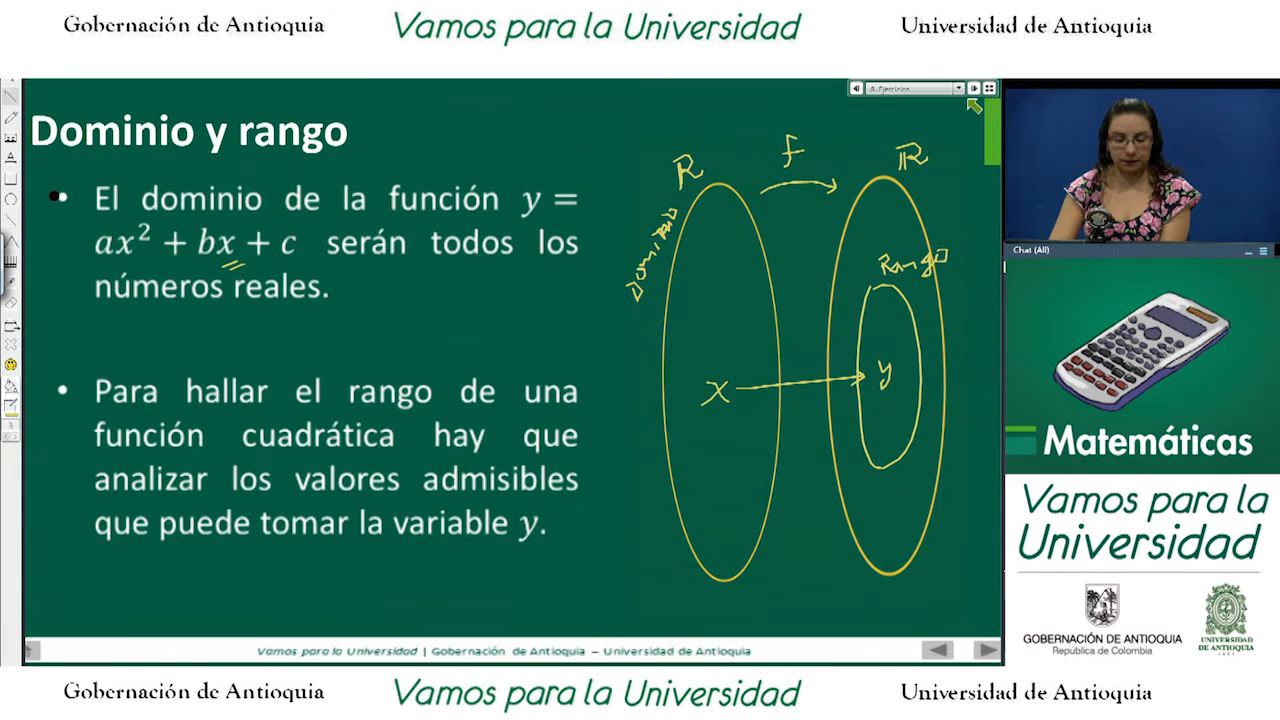 Gobernación de Antioquia
Vamos para la Universidad
Universidad de Antioquia
8. Ejercicios
Dominio y rango
• El dominio de la función y =
ax² + bx + c serán todos los
números reales.
• Para hallar el rango de una
función cuadrática hay que
analizar los valores admisibles
que puede tomar la variable y.
ℝ
f
ℝ
Dominio
Rango
x
y
Vamos para la Universidad | Gobernación de Antioquia – Universidad de Antioquia
Chat (All)
Matemáticas
Vamos para la
Universidad
GOBERNACIÓN DE ANTIOQUIA
República de Colombia
UNIVERSIDAD
DE ANTIOQUIA
1803
3
Gobernación de Antioquia
Vamos para la Universidad
Universidad de Antioquia